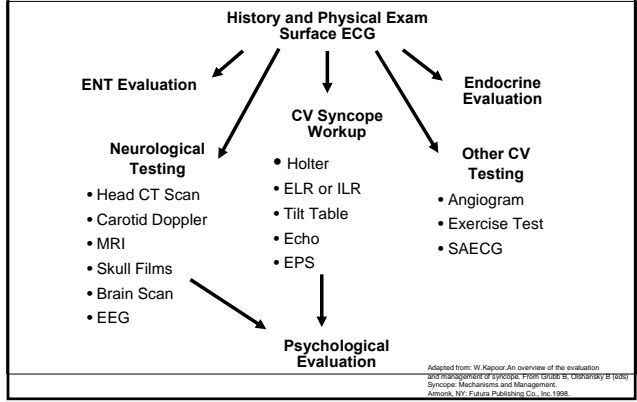 History and Physical Exam
Surface ECG
ENT Evaluation
Endocrine
Evaluation
CV Syncope
Workup
• Holter
• ELR or ILR
• Tilt Table
• Echo
• EPS
Neurological
Testing
• Head CT Scan
• Carotid Doppler
• MRI
• Skull Films
• Brain Scan
• EEG
Other CV
Testing
• Angiogram
• Exercise Test
• SAECG
Psychological
Evaluation
Adapted from: W.Kapoor.An overview of the evaluation
and management of syncope. From Grubb B, Olshansky B (eds)
Syncope: Mechanisms and Management.
Armonk, NY: Futura Publishing Co., Inc.1998.